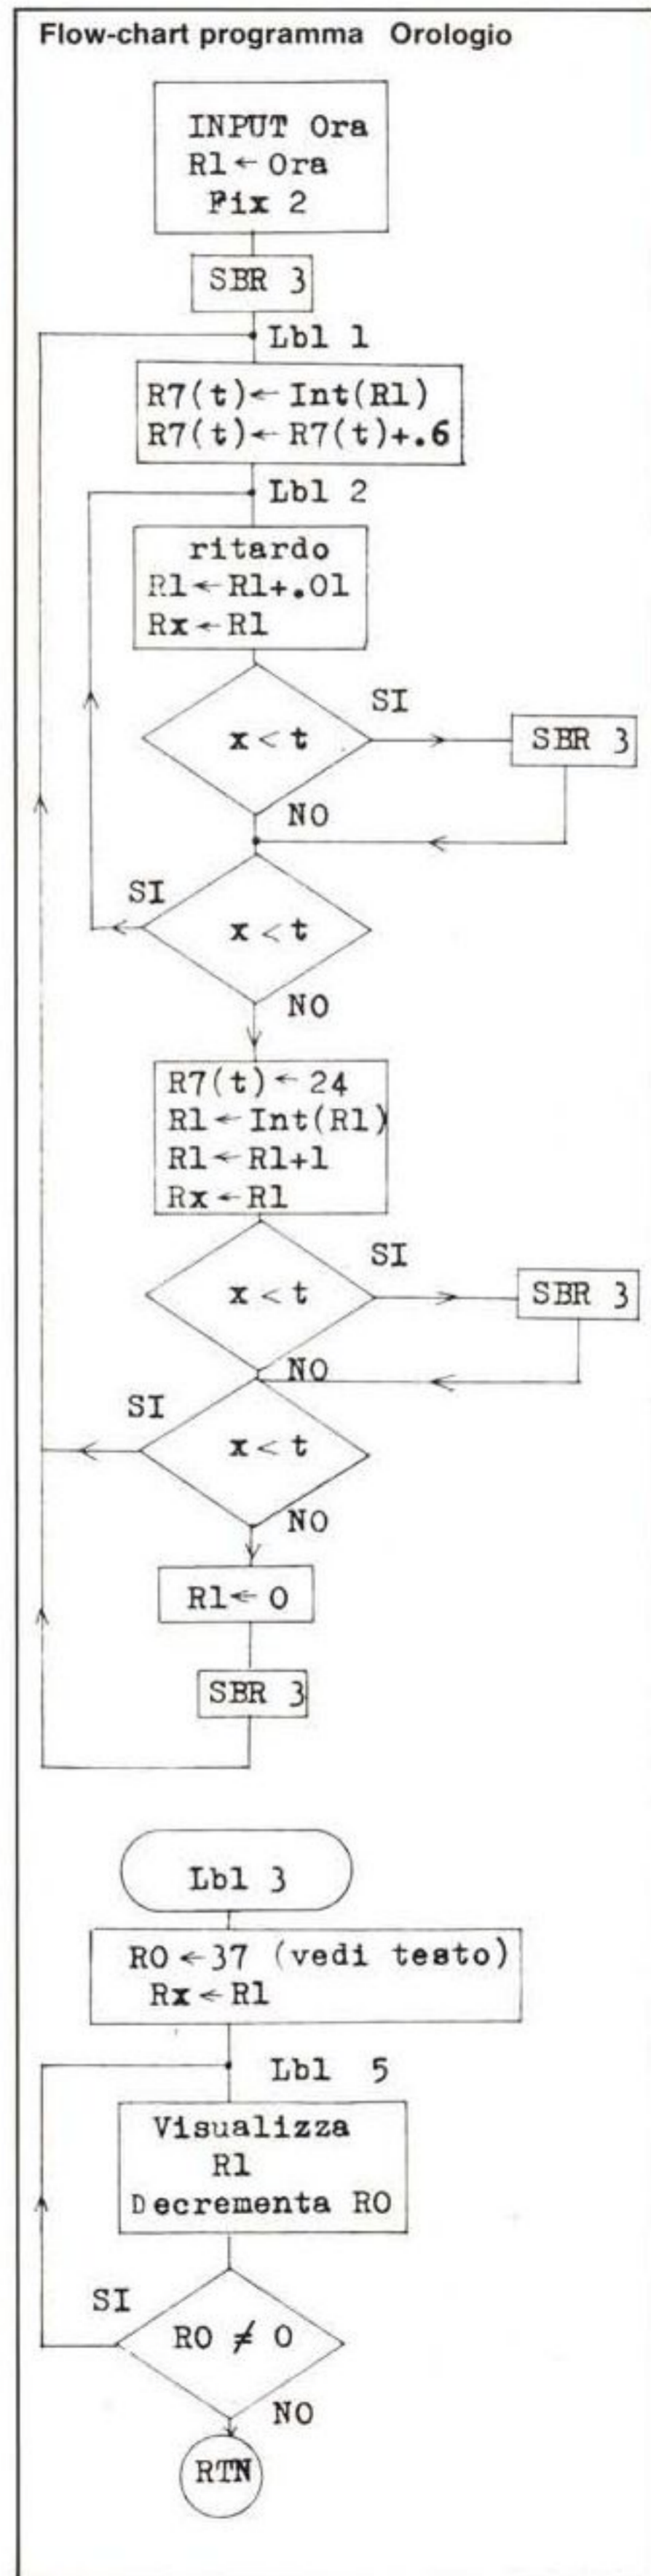 Flow-chart programma Orologio
INPUT Ora
R1 ← Ora
Fix 2
SBR 3
Lbl 1
R7(t) ← Int(R1)
R7(t) ← R7(t)+.6
Lbl 2
ritardo
R1 ← R1+.01
Rx ← R1
SI
x < t
SBR 3
NO
SI
x < t
NO
R7(t) ← 24
R1 ← Int(R1)
R1 ← R1+1
Rx ← R1
SI
x < t
SBR 3
NO
SI
x < t
NO
R1 ← 0
SBR 3
Lbl 3
R0 ← 37 (vedi testo)
Rx ← R1
Lbl 5
Visualizza
R1
Decrementa R0
SI
R0 ≠ 0
NO
RTN